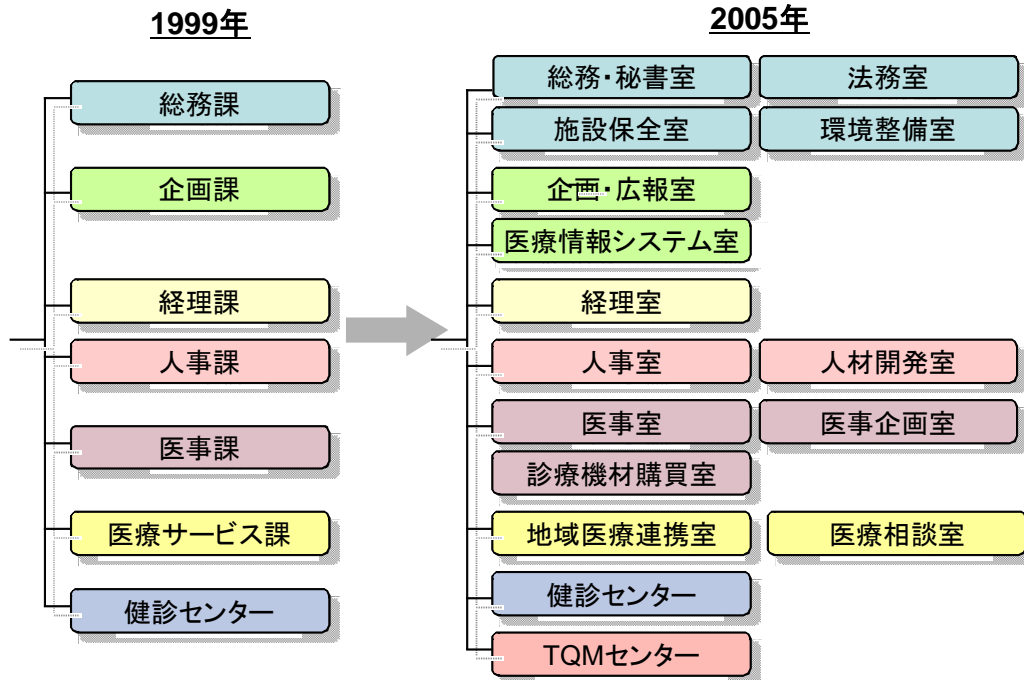 1999年
総務課
企画課
経理課
人事課
医事課
医療サービス課
健診センター
2005年
総務・秘書室 法務室
施設保全室 環境整備室
企画・広報室
医療情報システム室
経理室
人事室 人材開発室
医事室 医事企画室
診療機材購買室
地域医療連携室 医療相談室
健診センター
TQMセンター